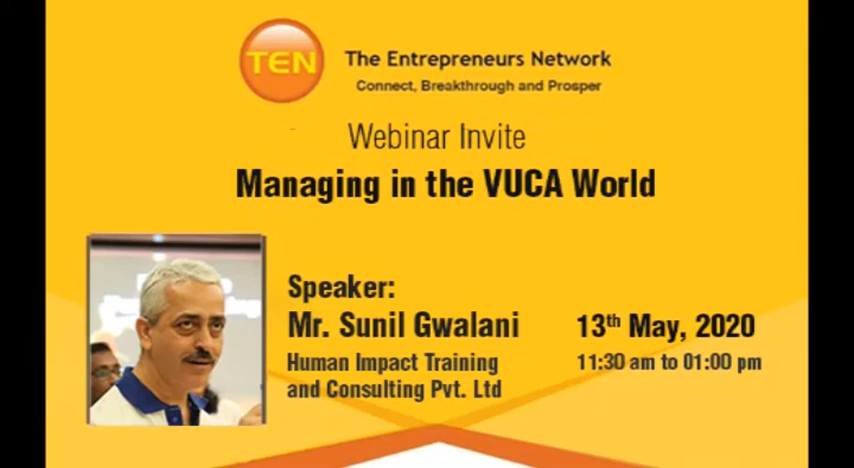 TEN
The Entrepreneurs Network
Connect, Breakthrough and Prosper
Webinar Invite
Managing in the VUCA World
Speaker:
Mr. Sunil Gwalani
Human Impact Training
and Consulting Pvt. Ltd
13th May, 2020
11:30 am to 01:00 pm